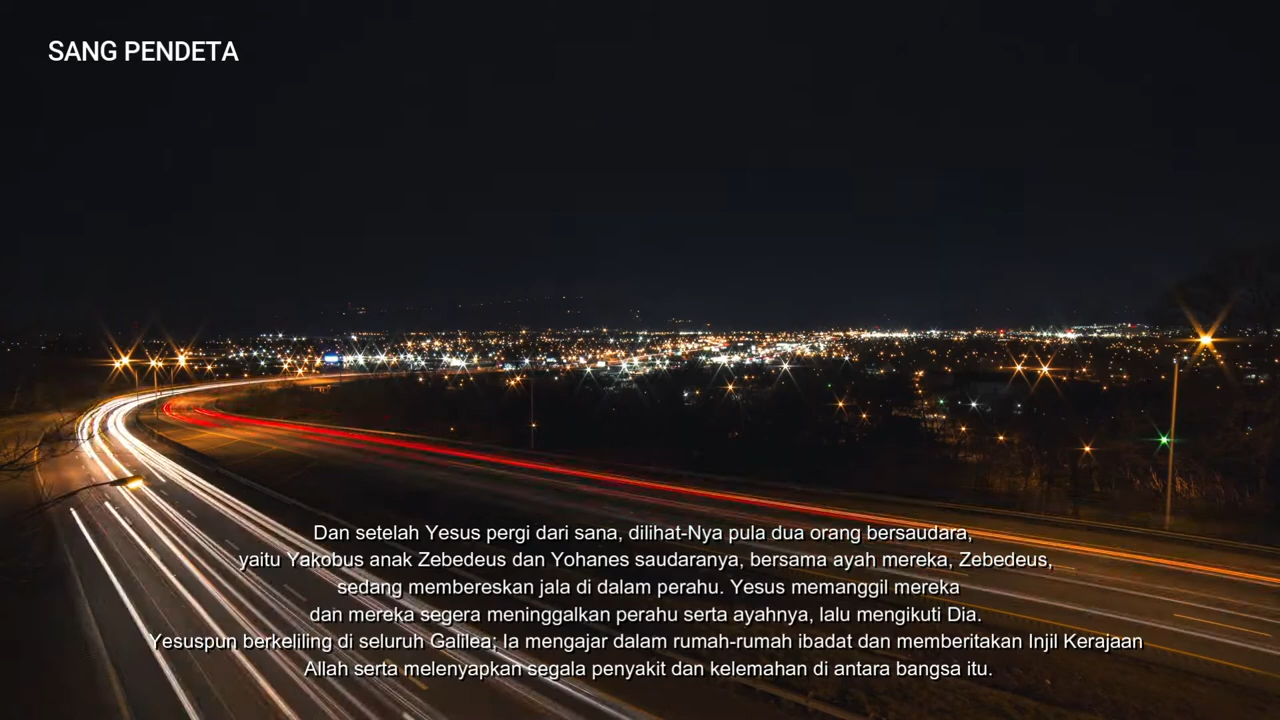 SANG PENDETA
Dan setelah Yesus pergi dari sana, dilihat-Nya pula dua orang bersaudara,
yaitu Yakobus anak Zebedeus dan Yohanes saudaranya, bersama ayah mereka, Zebedeus,
sedang membereskan jala di dalam perahu. Yesus memanggil mereka
dan mereka segera meninggalkan perahu serta ayahnya, lalu mengikuti Dia.
Yesuspun berkeliling di seluruh Galilea; Ia mengajar dalam rumah-rumah ibadat dan memberitakan Injil Kerajaan
Allah serta melenyapkan segala penyakit dan kelemahan di antara bangsa itu.